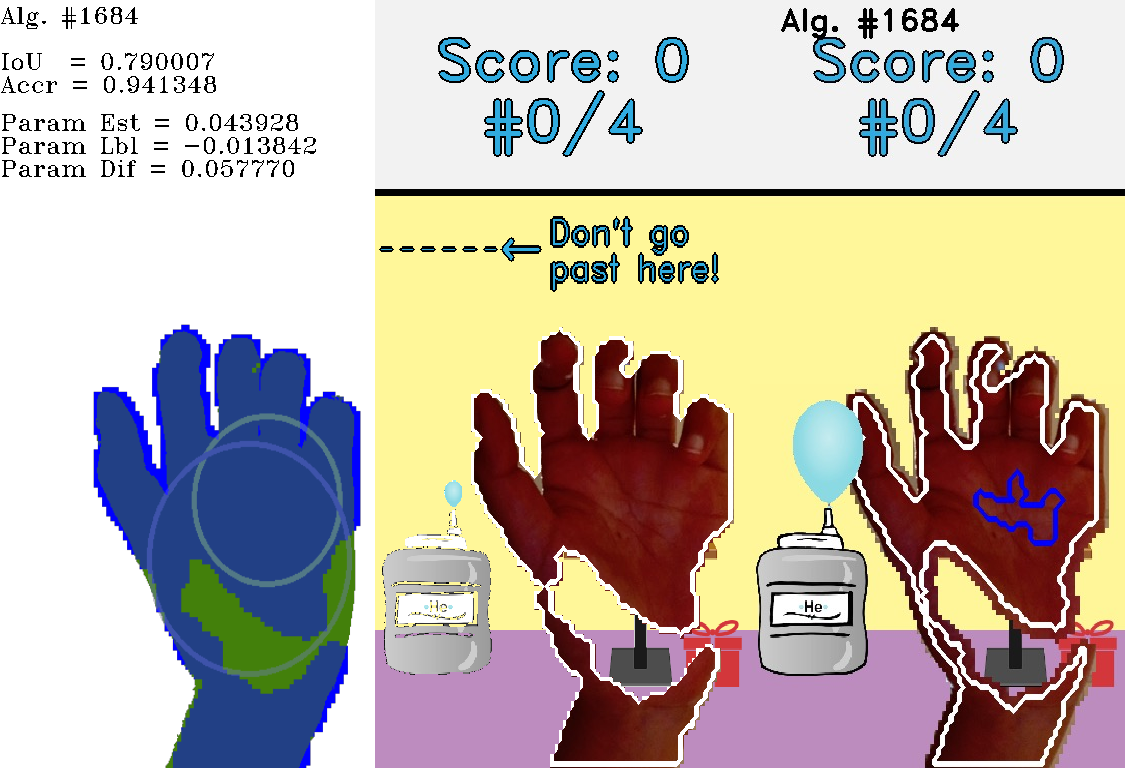 Alg. #1684
IoU = 0.790007
Accr = 0.941348
Param Est = 0.043928
Param Lbl = −0.013842
Param Dif = 0.057770
Score: 0
#0/4
Alg. #1684
Score: 0
#0/4
Don't go
past here!
He
He